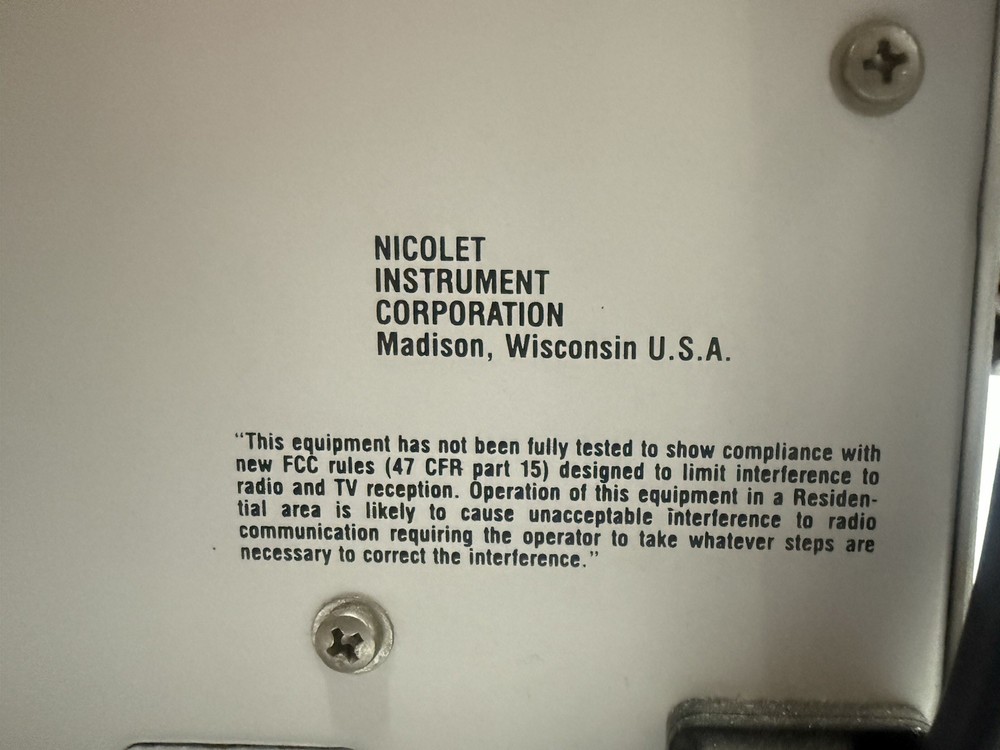 NICOLET
INSTRUMENT
CORPORATION
Madison, Wisconsin U.S.A.
“This equipment has not been fully tested to show compliance with
new FCC rules (47 CFR part 15) designed to limit interference to
radio and TV reception. Operation of this equipment in a Residen-
tial area is likely to cause unacceptable interference to radio
communication requiring the operator to take whatever steps are
necessary to correct the interference.”